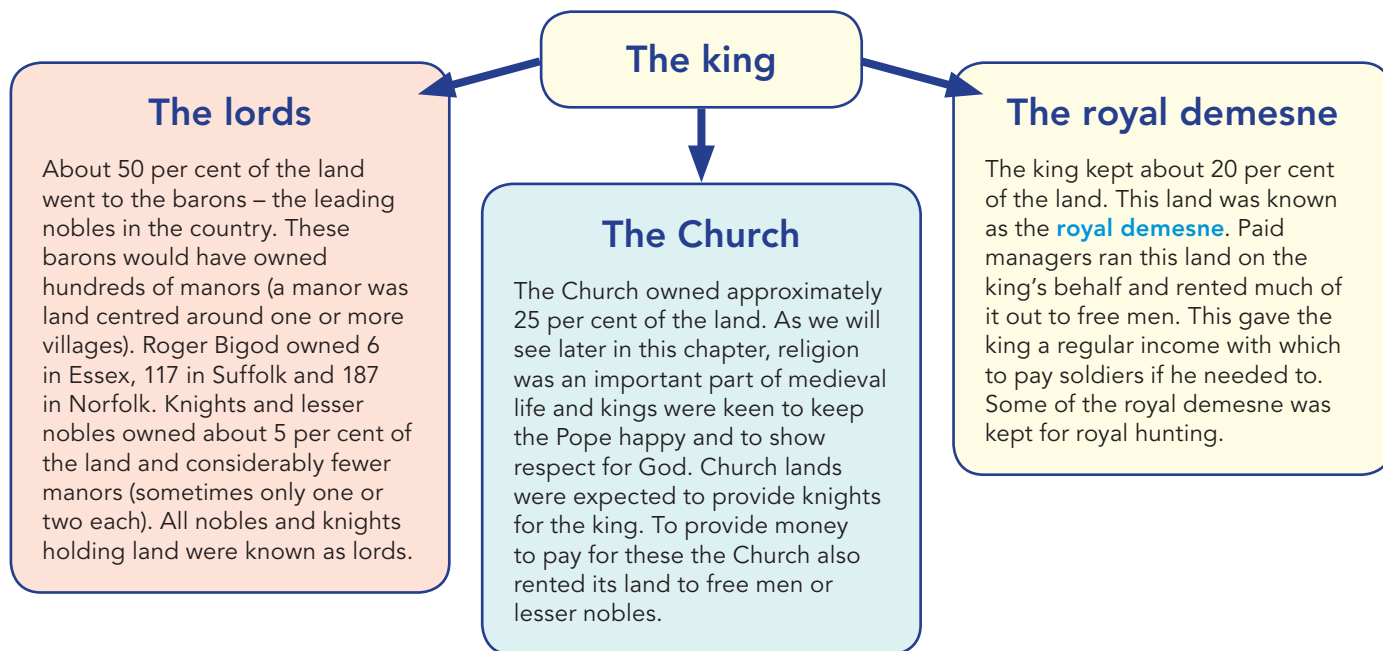 The king
The lords
About 50 per cent of the land
went to the barons – the leading
nobles in the country. These
barons would have owned
hundreds of manors (a manor was
land centred around one or more
villages). Roger Bigod owned 6
in Essex, 117 in Suffolk and 187
in Norfolk. Knights and lesser
nobles owned about 5 per cent of
the land and considerably fewer
manors (sometimes only one or
two each). All nobles and knights
holding land were known as lords.
The Church
The Church owned approximately
25 per cent of the land. As we will
see later in this chapter, religion
was an important part of medieval
life and kings were keen to keep
the Pope happy and to show
respect for God. Church lands
were expected to provide knights
for the king. To provide money
to pay for these the Church also
rented its land to free men or
lesser nobles.
The royal demesne
The king kept about 20 per cent
of the land. This land was known
as the royal demesne. Paid
managers ran this land on the
king’s behalf and rented much of
it out to free men. This gave the
king a regular income with which
to pay soldiers if he needed to.
Some of the royal demesne was
kept for royal hunting.